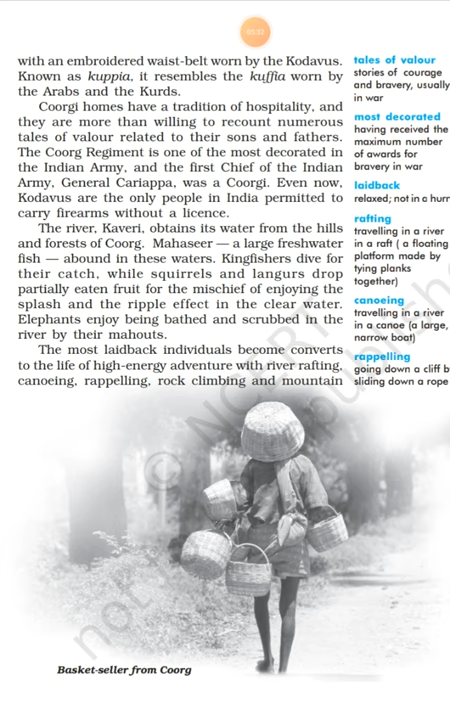 05:32
with an embroidered waist-belt worn by the Kodavus.
Known as kuppia, it resembles the kuffia worn by
the Arabs and the Kurds.
Coorgi homes have a tradition of hospitality, and
they are more than willing to recount numerous
tales of valour related to their sons and fathers.
The Coorg Regiment is one of the most decorated in
the Indian Army, and the first Chief of the Indian
Army, General Cariappa, was a Coorgi. Even now,
Kodavus are the only people in India permitted to
carry firearms without a licence.
The river, Kaveri, obtains its water from the hills
and forests of Coorg. Mahaseer — a large freshwater
fish — abound in these waters. Kingfishers dive for
their catch, while squirrels and langurs drop
partially eaten fruit for the mischief of enjoying the
splash and the ripple effect in the clear water.
Elephants enjoy being bathed and scrubbed in the
river by their mahouts.
The most laidback individuals become converts
to the life of high-energy adventure with river rafting,
canoeing, rappelling, rock climbing and mountain
tales of valour
stories of courage
and bravery, usually
in war
most decorated
having received the
maximum number
of awards for
bravery in war
laidback
relaxed; not in a hurr
rafting
travelling in a river
in a raft ( a floating
platform made by
tying planks
together)
canoeing
travelling in a river
in a canoe (a large,
narrow boat)
rappelling
going down a cliff b
sliding down a rope
© NCERT
not
publishe
Basket-seller from Coorg